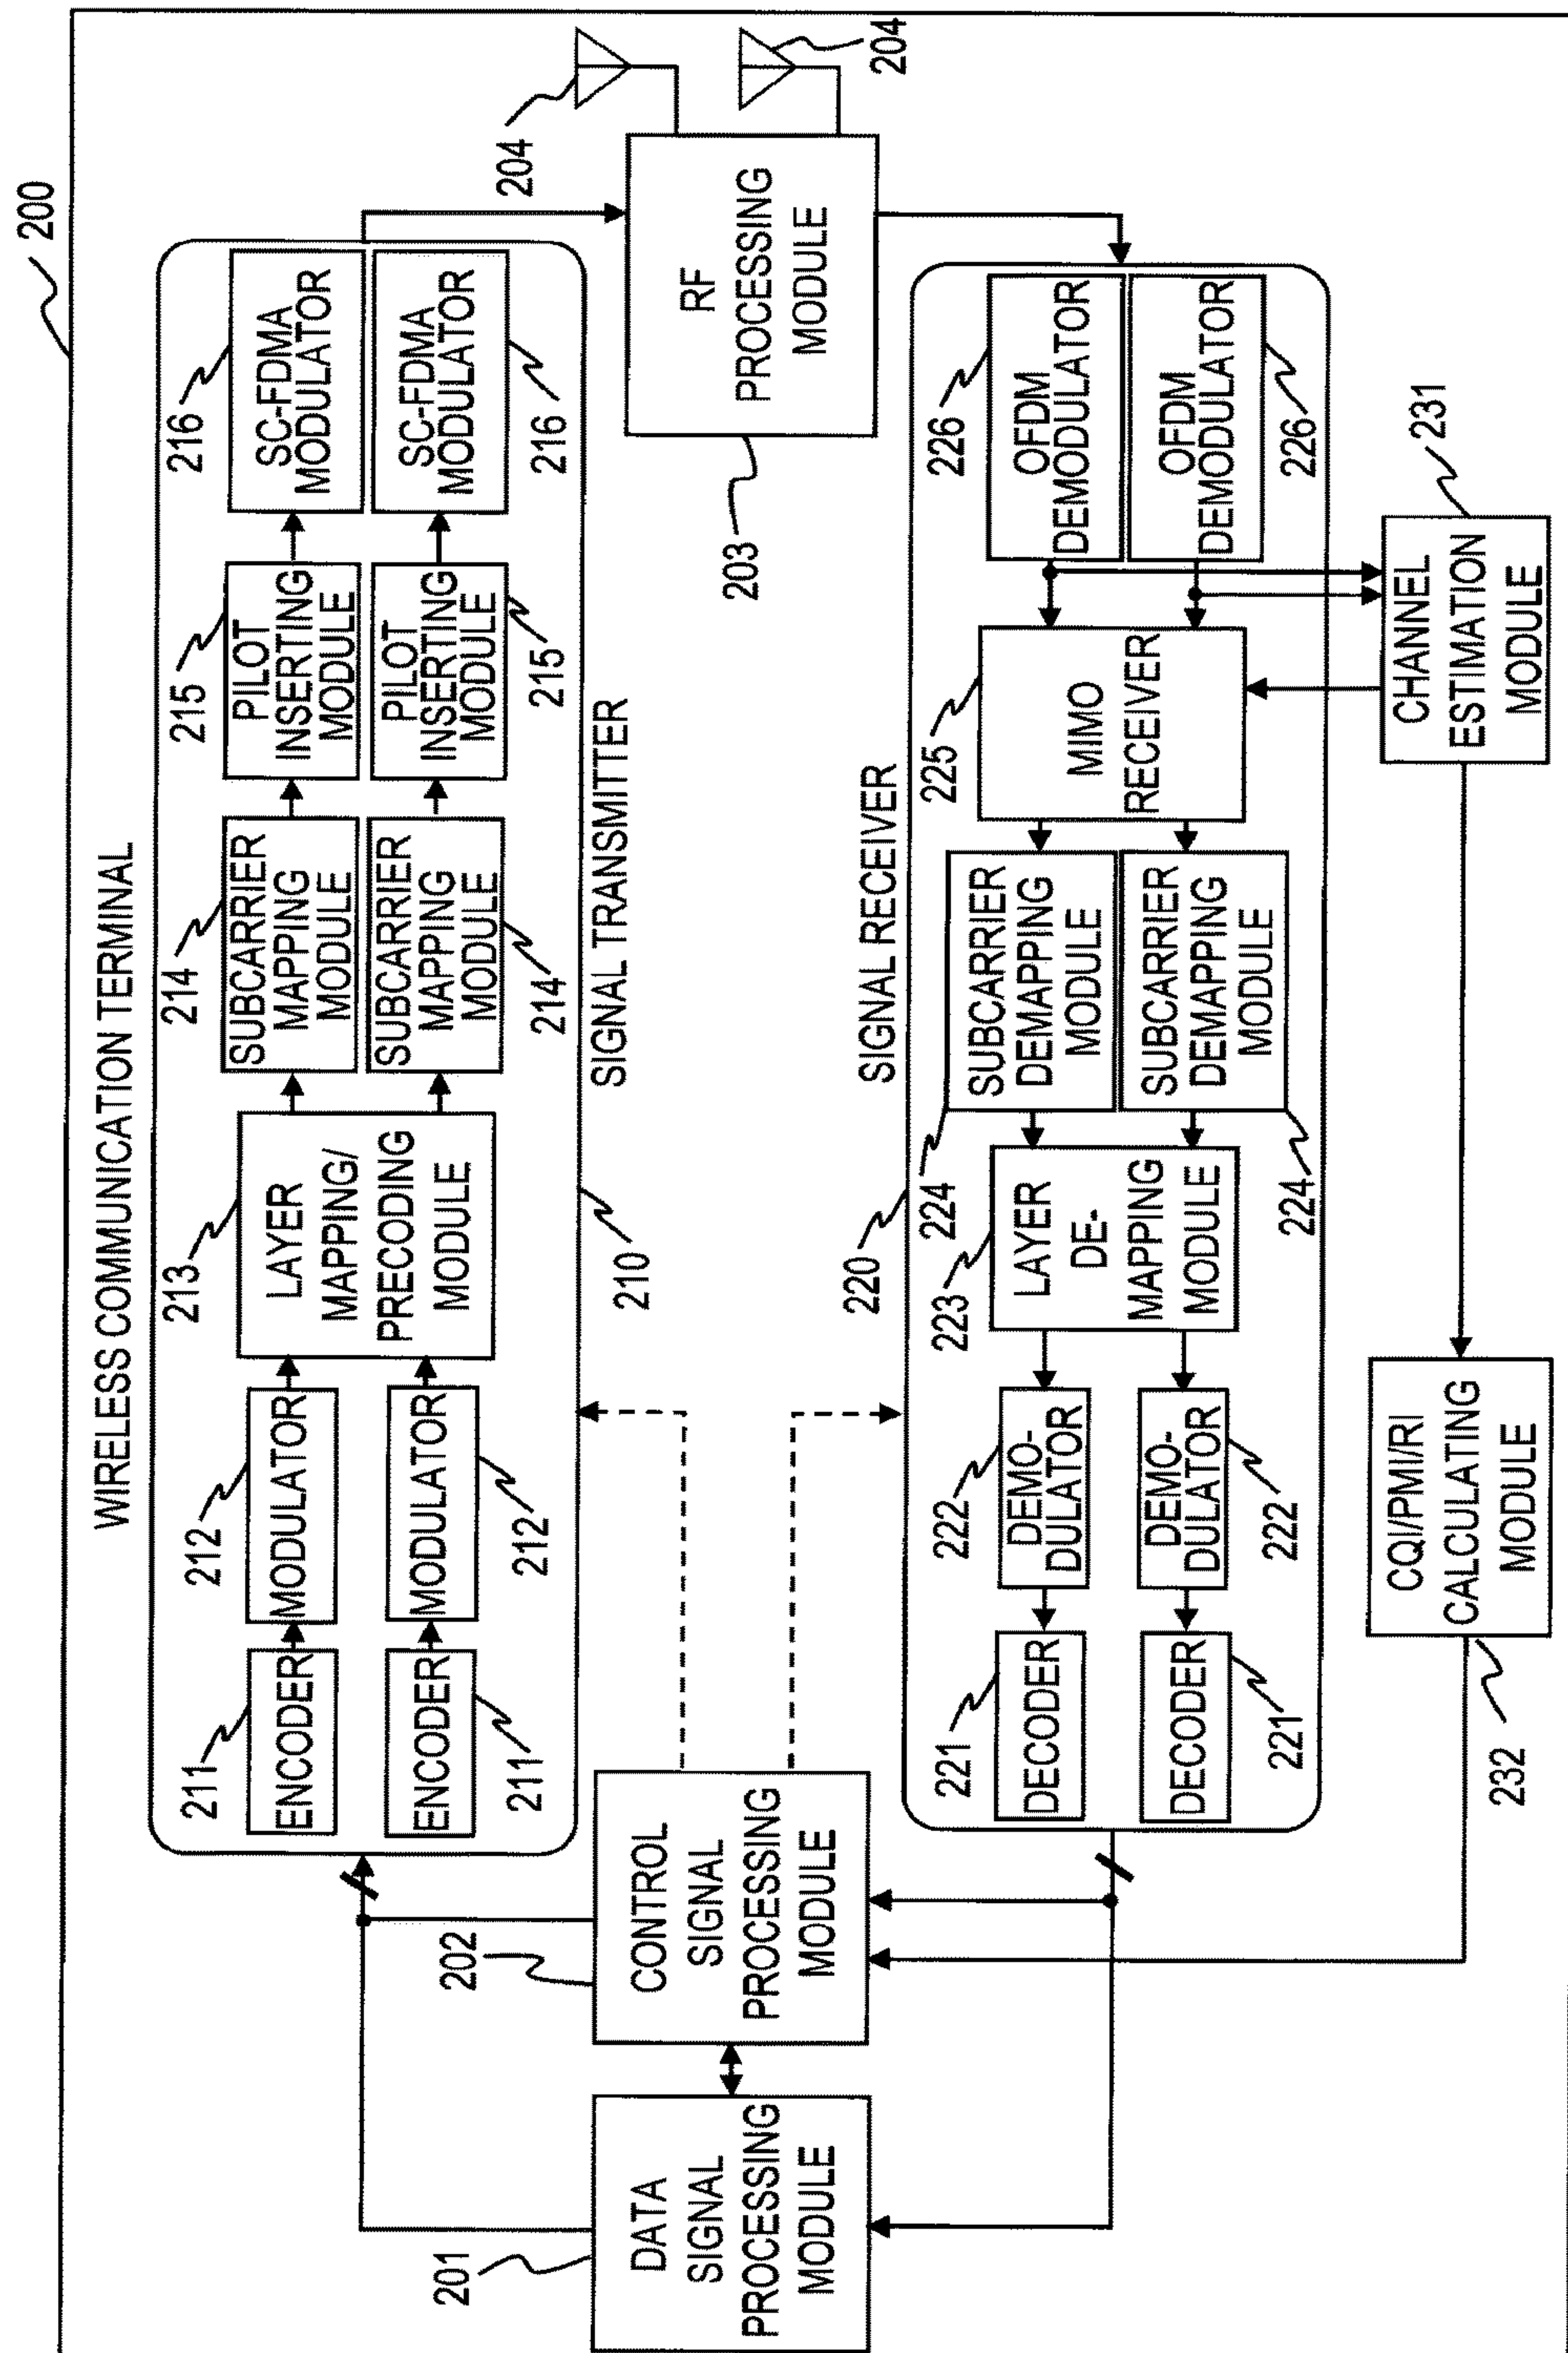 200
WIRELESS COMMUNICATION TERMINAL
211
212
213
214
215
216
ENCODER
MODULATOR
LAYER
MAPPING/
PRECODING
MODULE
SUBCARRIER
MAPPING
MODULE
PILOT
INSERTING
MODULE
SC-FDMA
MODULATOR
ENCODER
MODULATOR
SUBCARRIER
MAPPING
MODULE
PILOT
INSERTING
MODULE
SC-FDMA
MODULATOR
211
212
214
215
216
210
SIGNAL TRANSMITTER
204
204
201
DATA
SIGNAL
PROCESSING
MODULE
202
CONTROL
SIGNAL
PROCESSING
MODULE
RF
PROCESSING
MODULE
203
220
SIGNAL RECEIVER
221
222
223
224
225
226
DECODER
DEMO-
DULATOR
LAYER
DE-
MAPPING
MODULE
SUBCARRIER
DEMAPPING
MODULE
MIMO
RECEIVER
OFDM
DEMODULATOR
DECODER
DEMO-
DULATOR
SUBCARRIER
DEMAPPING
MODULE
OFDM
DEMODULATOR
221
222
224
226
232
CQI/PMI/RI
CALCULATING
MODULE
CHANNEL
ESTIMATION
MODULE
231